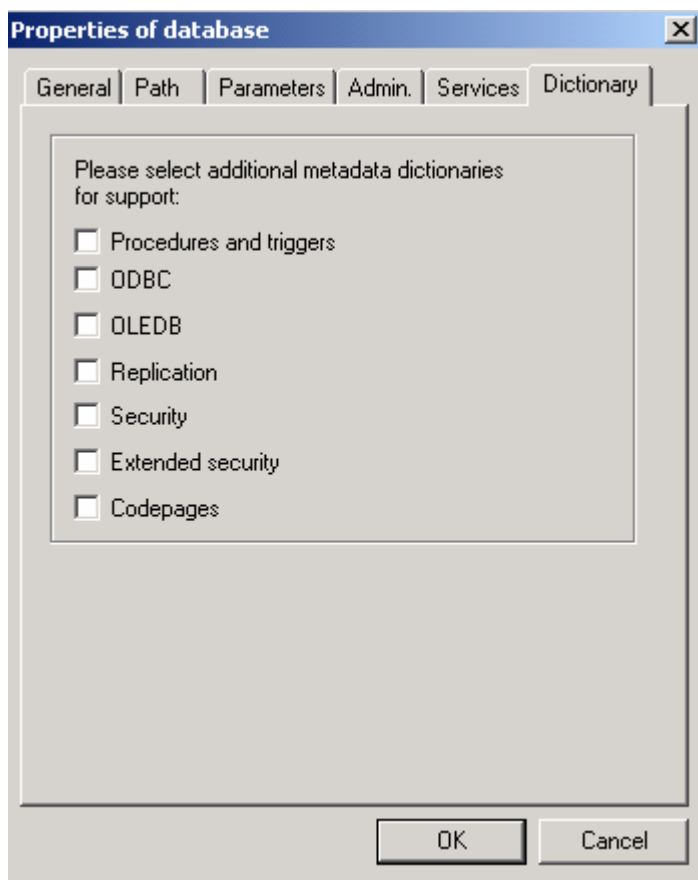 Properties of database
General Path Parameters Admin. Services Dictionary
Please select additional metadata dictionaries
for support:
Procedures and triggers
ODBC
OLEDB
Replication
Security
Extended security
Codepages
OK Cancel